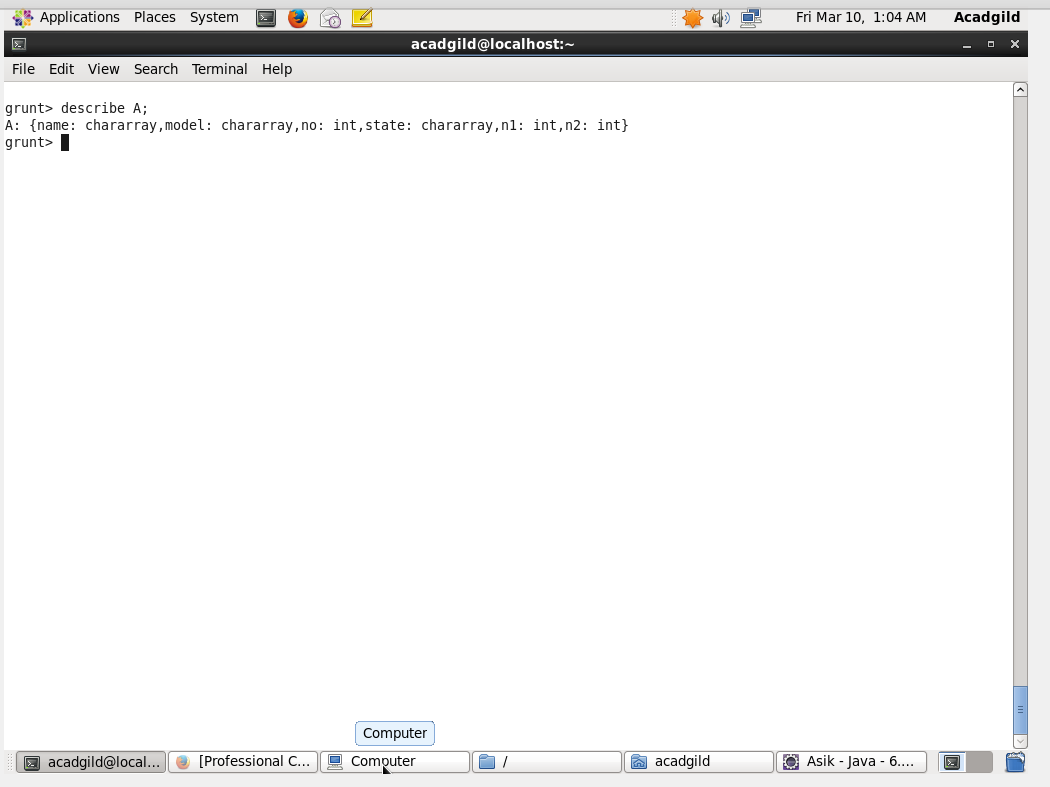 Applications Places System Fri Mar 10, 1:04 AM Acadgild
acadgild@localhost:~
File Edit View Search Terminal Help
grunt> describe A;
A: {name: chararray,model: chararray,no: int,state: chararray,n1: int,n2: int}
grunt>
Computer
acadgild@local... [Professional C... Computer / acadgild Asik - Java - 6....